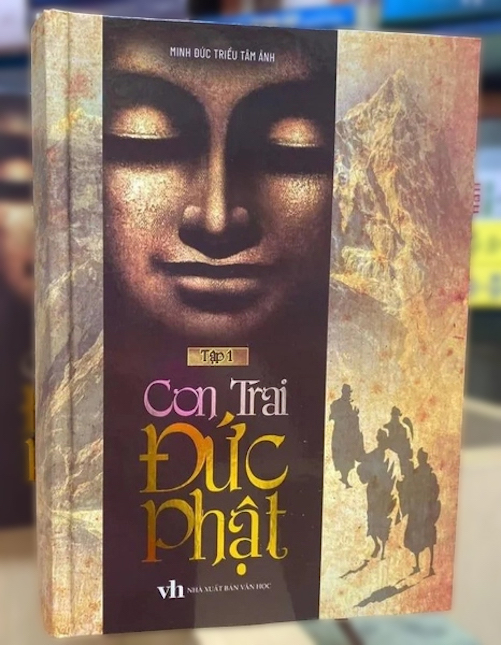 MINH ĐỨC TRIỀU TÂM ẢNH
Tập 1
Con Trai
Đức
Phật
vh NHÀ XUẤT BẢN VĂN HỌC